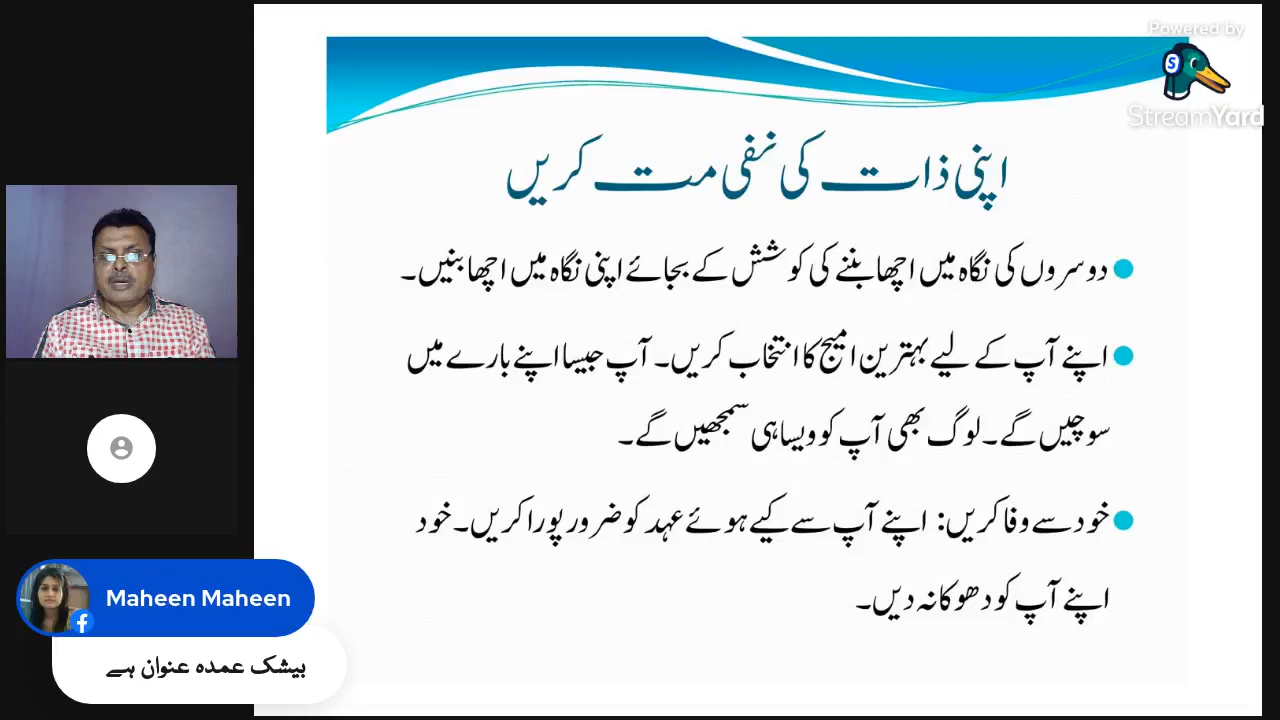 Powered by
StreamYard
اپنی ذات کی نفی مت کریں
دوسروں کی نگاہ میں اچھا بننے کی کوشش کے بجائے اپنی نگاہ میں اچھا بنیں۔
اپنے آپ کے لیے بہترین امیج کا انتخاب کریں۔ آپ جیسا اپنے بارے میں
سوچیں گے۔ لوگ بھی آپ کو ویسا ہی سمجھیں گے۔
خود سے وفا کریں: اپنے آپ سے کیے ہوئے عہد کو ضرور پورا کریں۔ خود
اپنے آپ کو دھوکا نہ دیں۔
Maheen Maheen
بیشک عمدہ عنوان ہے